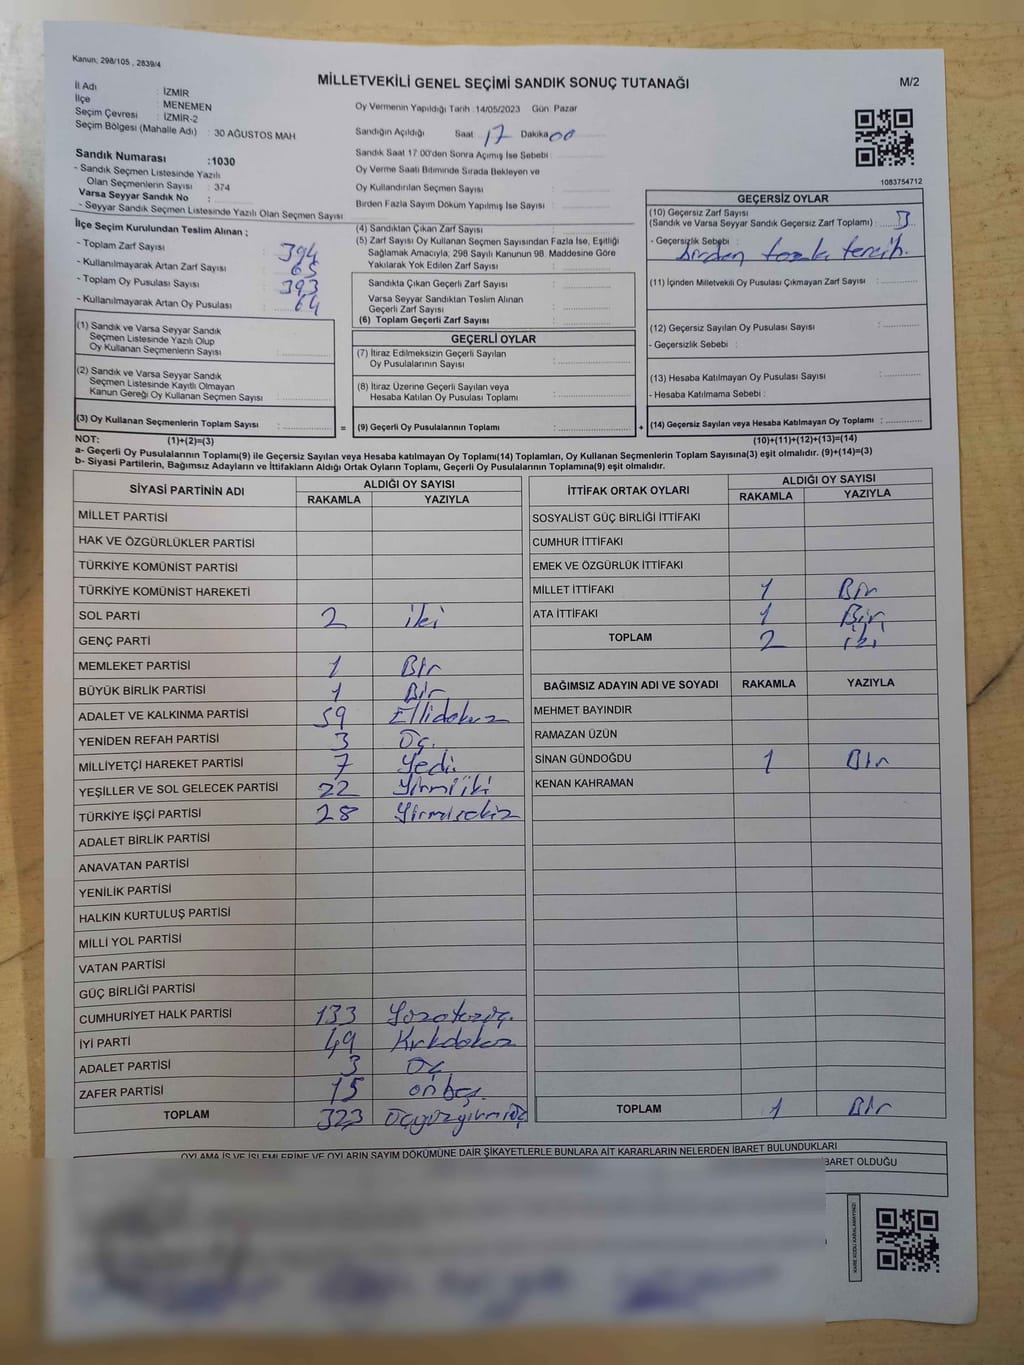 Kanun; 298/105 , 2839/4
MİLLETVEKİLİ GENEL SEÇİMİ SANDIK SONUÇ TUTANAĞI
M/2
İl Adı : İZMİR
İlçe : MENEMEN
Seçim Çevresi : İZMİR-2
Seçim Bölgesi (Mahalle Adı) : 30 AĞUSTOS MAH
Sandık Numarası :1030
- Sandık Seçmen Listesinde Yazılı
Olan Seçmenlerin Sayısı : 374
Varsa Seyyar Sandık No :
- Seyyar Sandık Seçmen Listesinde Yazılı Olan Seçmen Sayısı
Oy Vermenin Yapıldığı Tarih : 14/05/2023 Gün Pazar
Sandığın Açıldığı Saat 17 Dakika 00
Sandık Saat 17 00'den Sonra Açımış İse Sebebi :
Oy Verme Saati Bitiminde Sırada Bekleyen ve
Oy Kullandırılan Seçmen Sayısı
Birden Fazla Sayım Döküm Yapılmış İse Sayısı :
1083754712
İlçe Seçim Kurulundan Teslim Alınan ;
- Toplam Zarf Sayısı 394
- Kullanılmayarak Artan Zarf Sayısı : 65
- Toplam Oy Pusulası Sayısı : 393
- Kullanılmayarak Artan Oy Pusulası : 64
(1) Sandık ve Varsa Seyyar Sandık
Seçmen Listesinde Yazılı Olup
Oy Kullanan Seçmenlerin Sayısı :
(2) Sandık ve Varsa Seyyar Sandık
Seçmen Listesinde Kayıtlı Olmayan
Kanun Gereği Oy Kullanan Seçmen Sayısı :
(3) Oy Kullanan Seçmenlerin Toplam Sayısı :
=
(4) Sandıktan Çıkan Zarf Sayısı :
(5) Zarf Sayısı Oy Kullanan Seçmen Sayısından Fazla İse, Eşitliği
Sağlamak Amacıyla, 298 Sayılı Kanunun 98. Maddesine Göre
Yakılarak Yok Edilen Zarf Sayısı :
Sandıkta Çıkan Geçerli Zarf Sayısı :
Varsa Seyyar Sandıktan Teslim Alınan
Geçerli Zarf Sayısı :
(6) Toplam Geçerli Zarf Sayısı :
GEÇERLİ OYLAR
(7) İtiraz Edilmeksizin Geçerli Sayılan
Oy Pusulalarının Sayısı :
(8) İtiraz Üzerine Geçerli Sayılan veya
Hesaba Katılan Oy Pusulası Toplamı :
(9) Geçerli Oy Pusulalarının Toplamı :
+
GEÇERSİZ OYLAR
(10) Geçersiz Zarf Sayısı
(Sandık ve Varsa Seyyar Sandık Geçersiz Zarf Toplamı) :
- Geçersizlik Sebebi : birden fazla tercih.
(11) İçinden Milletvekili Oy Pusulası Çıkmayan Zarf Sayısı :
(12) Geçersiz Sayılan Oy Pusulası Sayısı :
- Geçersizlik Sebebi :
(13) Hesaba Katılmayan Oy Pusulası Sayısı :
- Hesaba Katılmama Sebebi :
(14) Geçersiz Sayılan veya Hesaba Katılmayan Oy Toplamı :
NOT: (1)+(2)=(3) (10)+(11)+(12)+(13)=(14)
a- Geçerli Oy Pusulalarının Toplamı(9) ile Geçersiz Sayılan veya Hesaba katılmayan Oy Toplamı(14) Toplamları, Oy Kullanan Seçmenlerin Toplam Sayısına(3) eşit olmalıdır. (9)+(14)=(3)
b- Siyasi Partilerin, Bağımsız Adayların ve İttifakların Aldığı Ortak Oyların Toplamı, Geçerli Oy Pusulalarının Toplamına(9) eşit olmalıdır.
SİYASİ PARTİNİN ADI ALDIĞI OY SAYISI
RAKAMLA YAZIYLA
MİLLET PARTİSİ
HAK VE ÖZGÜRLÜKLER PARTİSİ
TÜRKİYE KOMÜNİST PARTİSİ
TÜRKİYE KOMÜNİST HAREKETİ
SOL PARTİ 2 iki
GENÇ PARTİ
MEMLEKET PARTİSİ 1 Bir
BÜYÜK BİRLİK PARTİSİ 1 Bir
ADALET VE KALKINMA PARTİSİ 59 Ellidokuz
YENİDEN REFAH PARTİSİ 3 Üç.
MİLLİYETÇİ HAREKET PARTİSİ 7 Yedi.
YEŞİLLER VE SOL GELECEK PARTİSİ 22 Yirmiiki
TÜRKİYE İŞÇİ PARTİSİ 28 Yirmisekiz
ADALET BİRLİK PARTİSİ
ANAVATAN PARTİSİ
YENİLİK PARTİSİ
HALKIN KURTULUŞ PARTİSİ
MİLLİ YOL PARTİSİ
VATAN PARTİSİ
GÜÇ BİRLİĞİ PARTİSİ
CUMHURİYET HALK PARTİSİ 133 Yüzotuzüç.
İYİ PARTİ 49 Kırkdokuz
ADALET PARTİSİ 3 Üç
ZAFER PARTİSİ 15 onbeş.
TOPLAM 323 Üçyüzyirmiüç
İTTİFAK ORTAK OYLARI ALDIĞI OY SAYISI
RAKAMLA YAZIYLA
SOSYALİST GÜÇ BİRLİĞİ İTTİFAKI
CUMHUR İTTİFAKI
EMEK VE ÖZGÜRLÜK İTTİFAKI
MİLLET İTTİFAKI 1 Bir
ATA İTTİFAKI 1 Bir
TOPLAM 2 iki
BAĞIMSIZ ADAYIN ADI VE SOYADI RAKAMLA YAZIYLA
MEHMET BAYINDIR
RAMAZAN ÜZÜN
SİNAN GÜNDOĞDU 1 Bir
KENAN KAHRAMAN
TOPLAM 1 Bir
OYLAMA İŞ VE İŞLEMLERİNE VE OYLARIN SAYIM DÖKÜMÜNE DAİR ŞİKAYETLERLE BUNLARA AİT KARARLARIN NELERDEN İBARET BULUNDUKLARI
İBARET OLDUĞU
KARE KODU KARALAMAYINIZ!